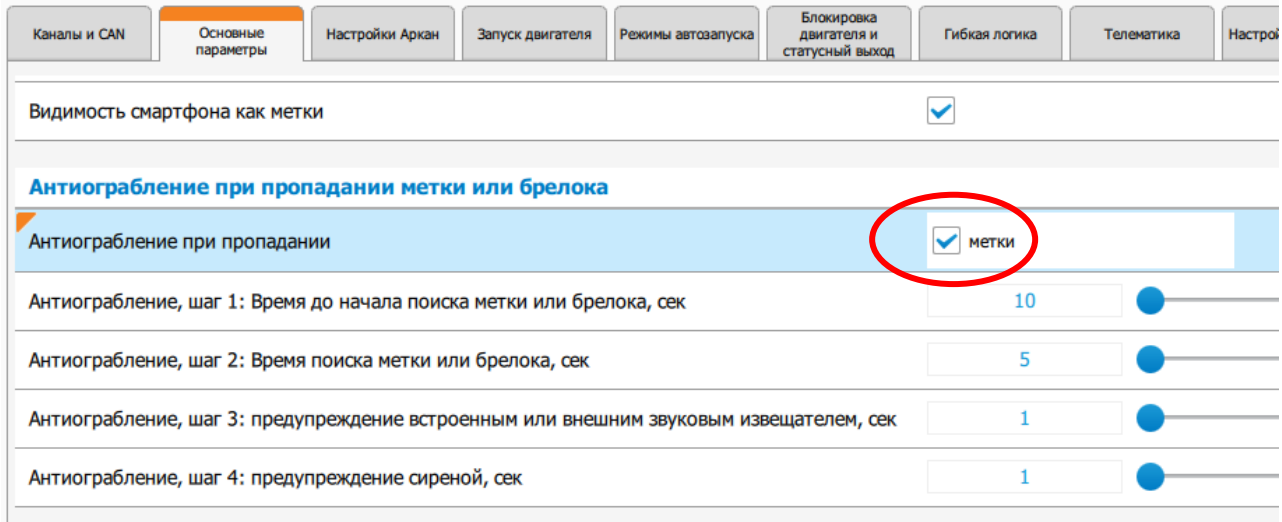 Каналы и CAN
Основные
параметры
Настройки Аркан
Запуск двигателя
Режимы автозапуска
Блокировка
двигателя и
статусный выход
Гибкая логика
Телематика
Настрой
Видимость смартфона как метки
Антиограбление при пропадании метки или брелока
Антиограбление при пропадании
метки
Антиограбление, шаг 1: Время до начала поиска метки или брелока, сек
10
Антиограбление, шаг 2: Время поиска метки или брелока, сек
5
Антиограбление, шаг 3: предупреждение встроенным или внешним звуковым извещателем, сек
1
Антиограбление, шаг 4: предупреждение сиреной, сек
1